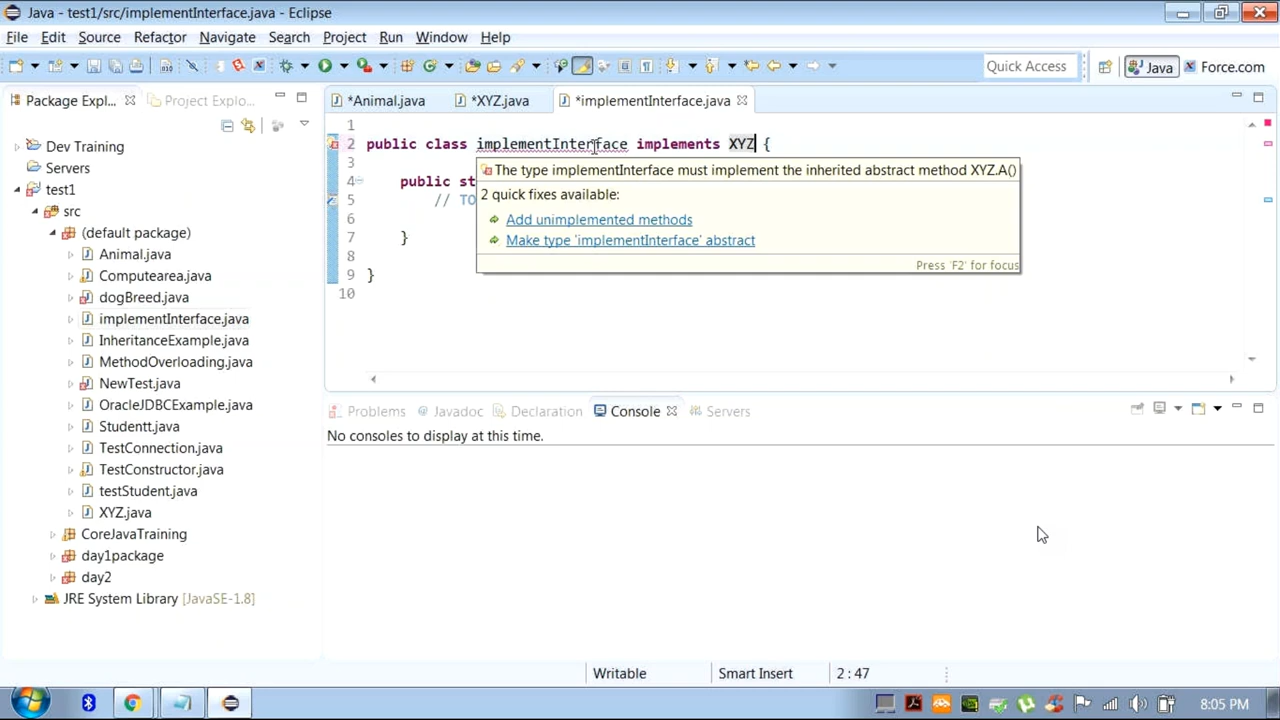 Java - test1/src/implementInterface.java - Eclipse
File Edit Source Refactor Navigate Search Project Run Window Help
Quick Access Java Force.com
Package Expl... Project Explo...
*Animal.java *XYZ.java *implementInterface.java
1
2 public class implementInterface implements XYZ {
3
4 public st
5 // TO
6
7 }
8
9 }
10
The type implementInterface must implement the inherited abstract method XYZ.A()
2 quick fixes available:
Add unimplemented methods
Make type 'implementInterface' abstract
Press 'F2' for focus
Dev Training
Servers
test1
src
(default package)
Animal.java
Computearea.java
dogBreed.java
implementInterface.java
InheritanceExample.java
MethodOverloading.java
NewTest.java
OracleJDBCExample.java
Studentt.java
TestConnection.java
TestConstructor.java
testStudent.java
XYZ.java
CoreJavaTraining
day1package
day2
JRE System Library [JavaSE-1.8]
Problems Javadoc Declaration Console Servers
No consoles to display at this time.
Writable Smart Insert 2 : 47
8:05 PM